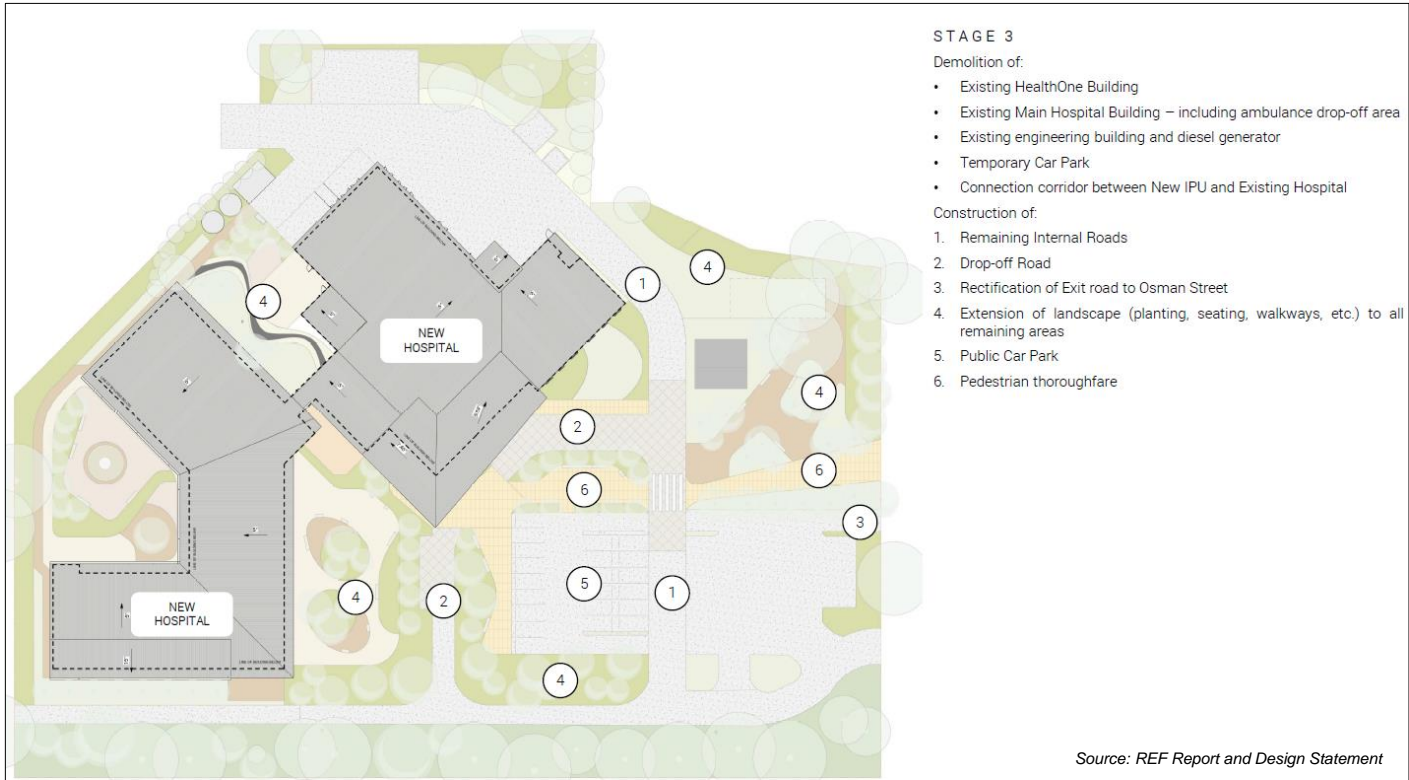 STAGE 3
Demolition of:
• Existing HealthOne Building
• Existing Main Hospital Building – including ambulance drop-off area
• Existing engineering building and diesel generator
• Temporary Car Park
• Connection corridor between New IPU and Existing Hospital
Construction of:
1. Remaining Internal Roads
2. Drop-off Road
3. Rectification of Exit road to Osman Street
4. Extension of landscape (planting, seating, walkways, etc.) to all
remaining areas
5. Public Car Park
6. Pedestrian thoroughfare
4
1
4
NEW
HOSPITAL
4
2
6
6
3
5
1
4
2
NEW
HOSPITAL
4
Source: REF Report and Design Statement